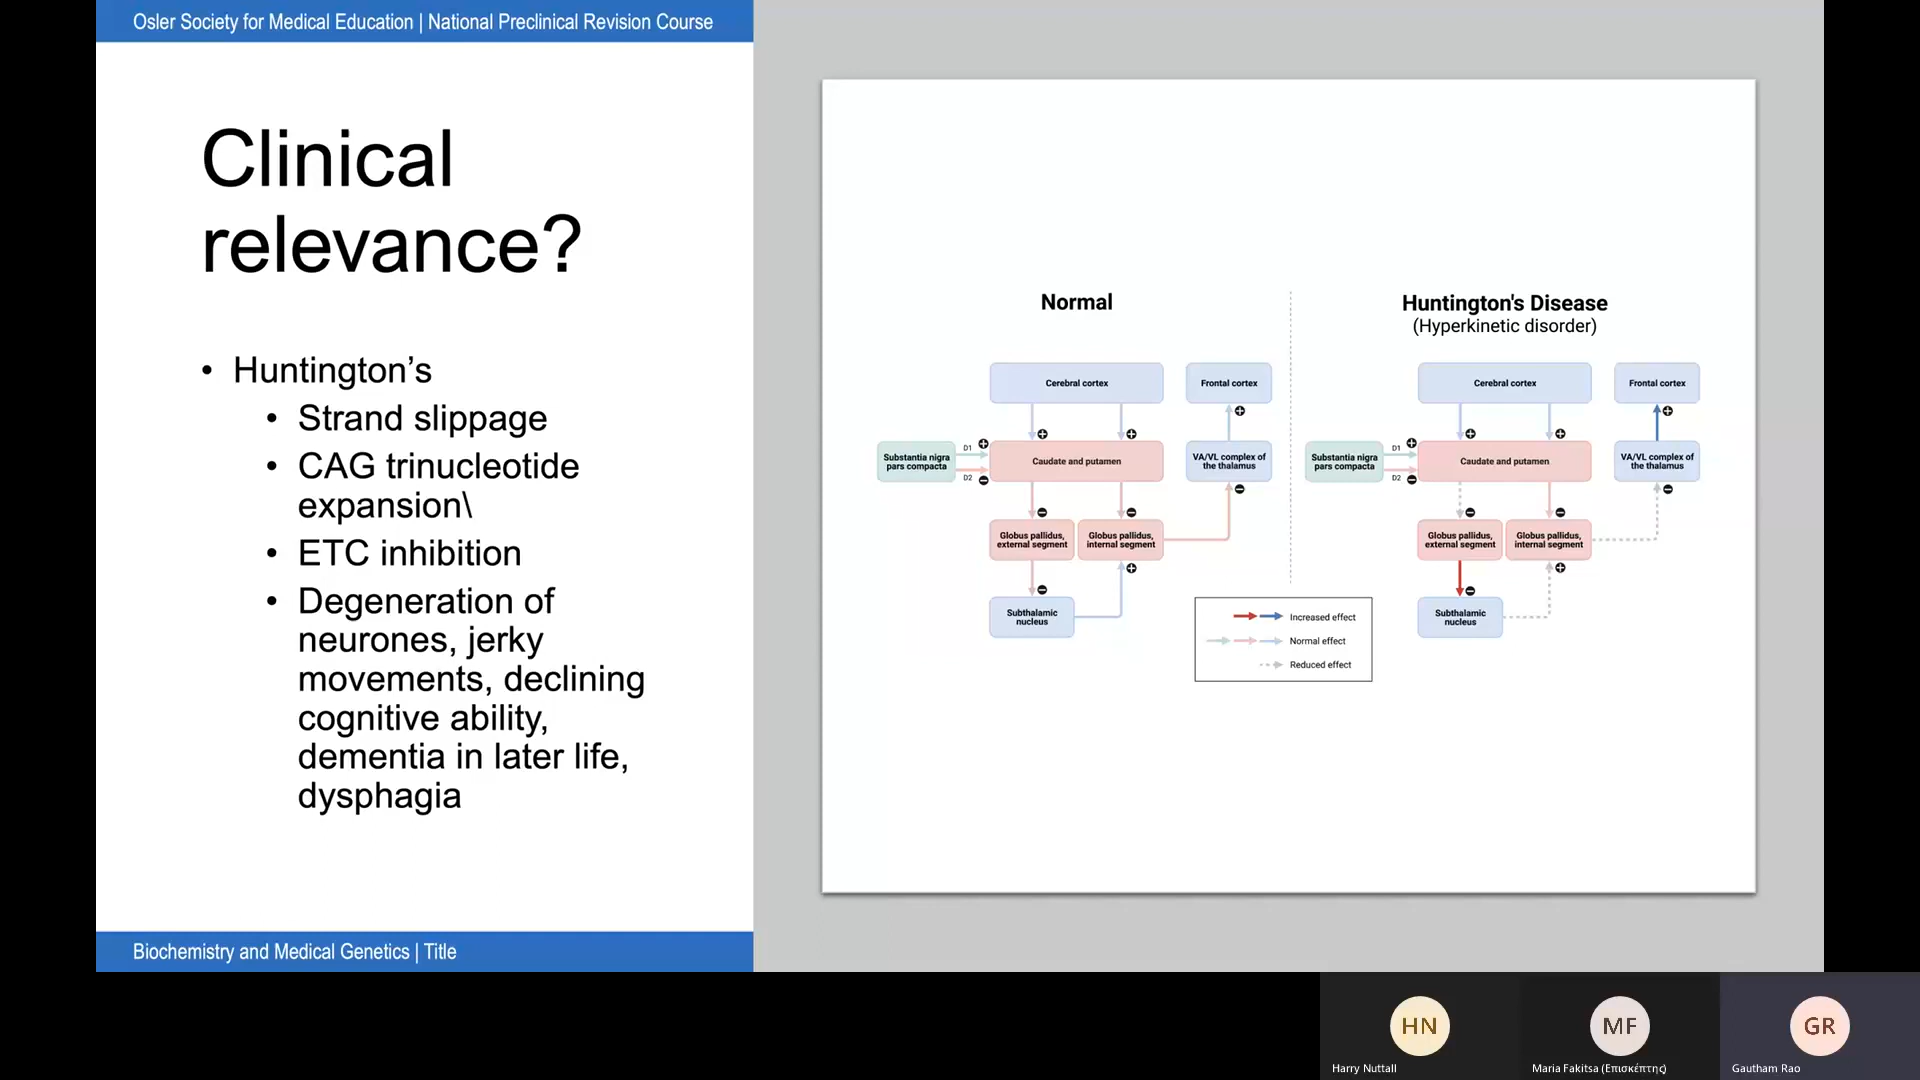 Osler Society for Medical Education | National Preclinical Revision Course
Clinical
relevance?
• Huntington's
• Strand slippage
• CAG trinucleotide
expansion\
• ETC inhibition
• Degeneration of
neurones, jerky
movements, declining
cognitive ability,
dementia in later life,
dysphagia
Biochemistry and Medical Genetics | Title
Normal
Cerebral cortex
Frontal cortex
Substantia nigra
pars compacta
D1
D2
Caudate and putamen
VA/VL complex of
the thalamus
Globus pallidus,
external segment
Globus pallidus,
internal segment
Subthalamic
nucleus
Huntington's Disease
(Hyperkinetic disorder)
Cerebral cortex
Frontal cortex
Substantia nigra
pars compacta
D1
D2
Caudate and putamen
VA/VL complex of
the thalamus
Globus pallidus,
external segment
Globus pallidus,
internal segment
Subthalamic
nucleus
Increased effect
Normal effect
Reduced effect
HN
Harry Nuttall
MF
Maria Fakitsa (Επισκέπτης)
GR
Gautham Rao